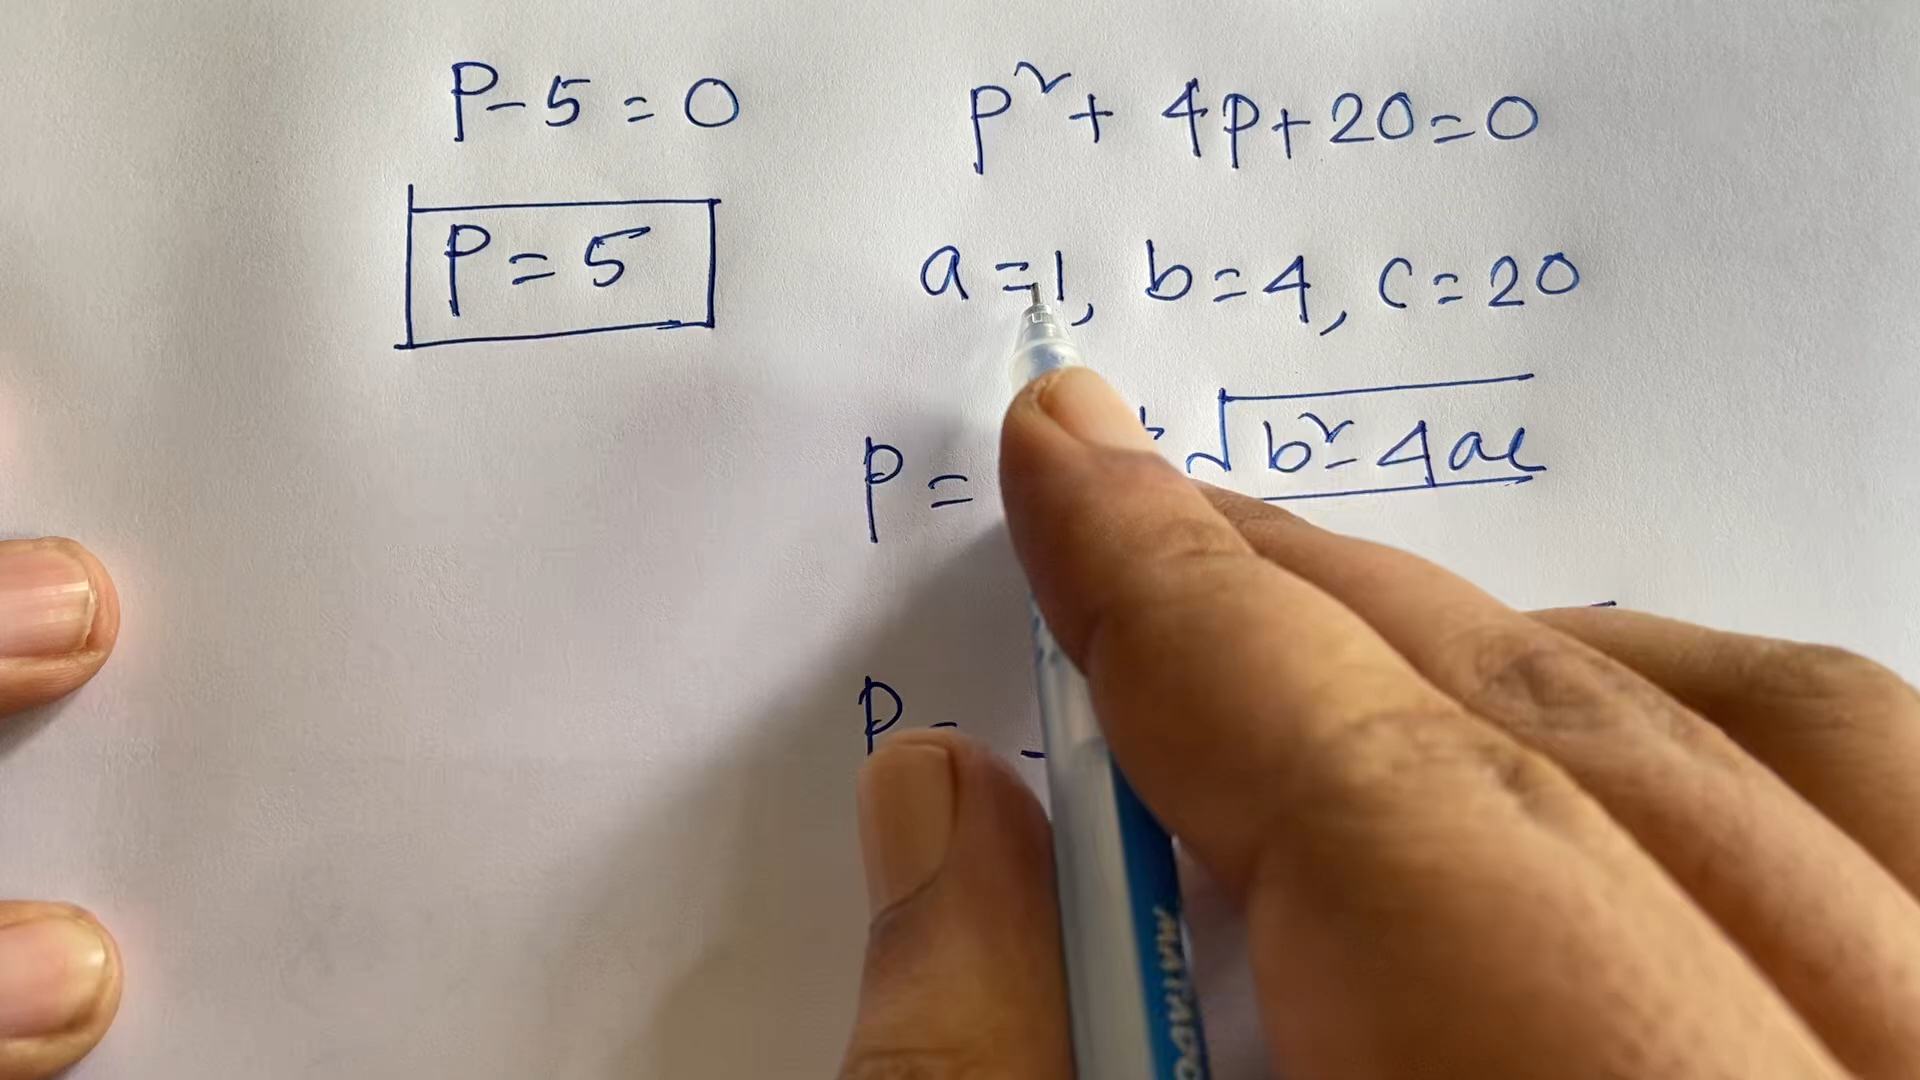 P - 5 = 0
P = 5
p² + 4p + 20 = 0
a = 1, b = 4, c = 20
P = √b² - 4ac
P = -